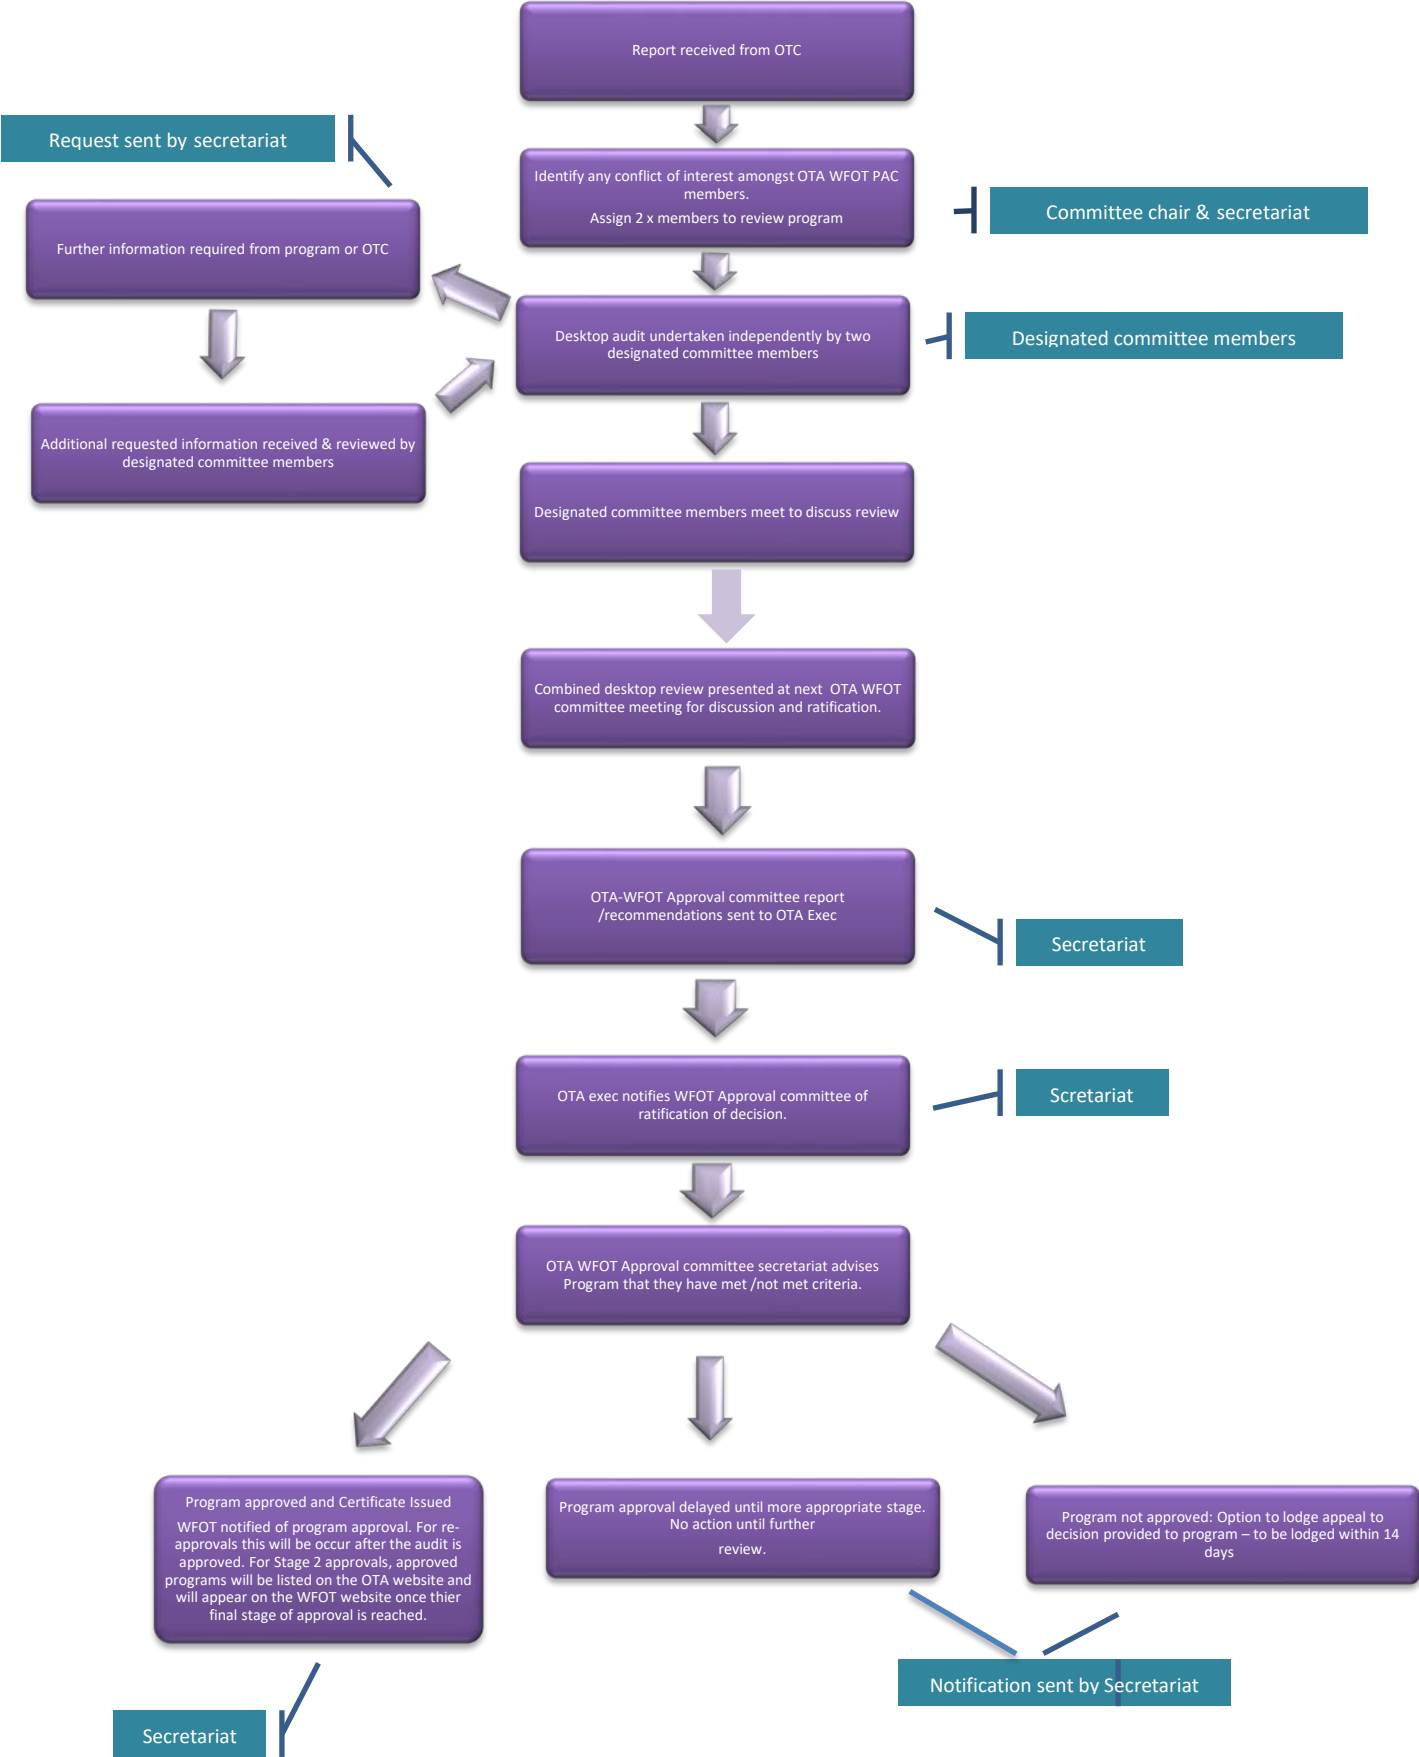 Report received from OTC
Request sent by secretariat
Identify any conflict of interest amongst OTA WFOT PAC
members.
Assign 2 x members to review program
Committee chair & secretariat
Further information required from program or OTC
Desktop audit undertaken independently by two
designated committee members
Designated committee members
Additional requested information received & reviewed by
designated committee members
Designated committee members meet to discuss review
Combined desktop review presented at next OTA WFOT
committee meeting for discussion and ratification.
OTA-WFOT Approval committee report
/recommendations sent to OTA Exec
Secretariat
OTA exec notifies WFOT Approval committee of
ratification of decision.
Scretariat
OTA WFOT Approval committee secretariat advises
Program that they have met /not met criteria.
Program approved and Certificate Issued
WFOT notified of program approval. For re-
approvals this will be occur after the audit is
approved. For Stage 2 approvals, approved
programs will be listed on the OTA website and
will appear on the WFOT website once thier
final stage of approval is reached.
Program approval delayed until more appropriate stage.
No action until further
review.
Program not approved: Option to lodge appeal to
decision provided to program – to be lodged within 14
days
Notification sent by Secretariat
Secretariat